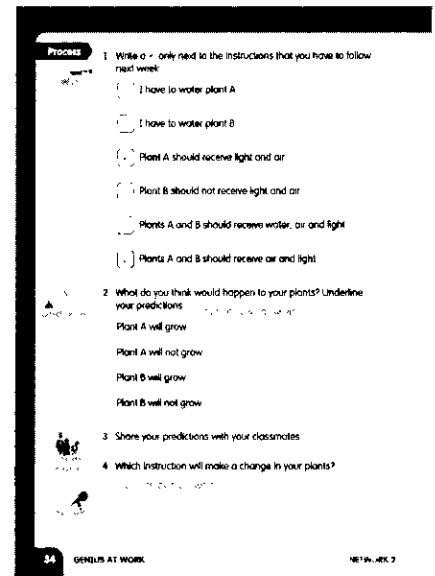 Process
1 Write a ✓ only next to the instructions that you have to follow
next week
I have to water plant A
I have to water plant B
Plant A should receive light and air
Plant B should not receive light and air
Plants A and B should receive water, air and light
Plants A and B should receive air and light
2 What do you think would happen to your plants? Underline
your predictions
Plant A will grow
Plant A will not grow
Plant B will grow
Plant B will not grow
3 Share your predictions with your classmates
4 Which instruction will make a change in your plants?
34 GENIUS AT WORK
NETWORK 2